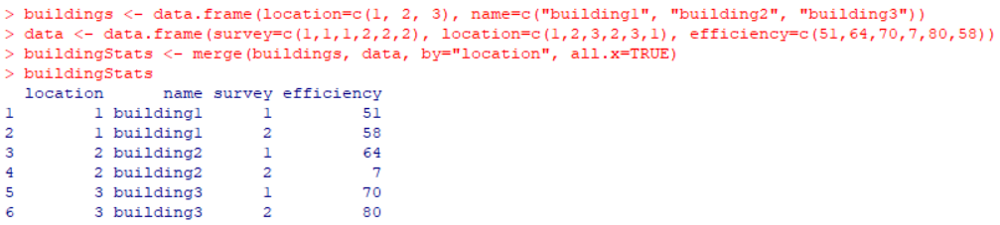 > buildings <- data.frame(location=c(1, 2, 3), name=c("building1", "building2", "building3"))
> data <- data.frame(survey=c(1,1,1,2,2,2), location=c(1,2,3,2,3,1), efficiency=c(51,64,70,7,80,58))
> buildingStats <- merge(buildings, data, by="location", all.x=TRUE)
> buildingStats
  location      name survey efficiency
1        1 building1      1         51
2        1 building1      2         58
3        2 building2      1         64
4        2 building2      2          7
5        3 building3      1         70
6        3 building3      2         80